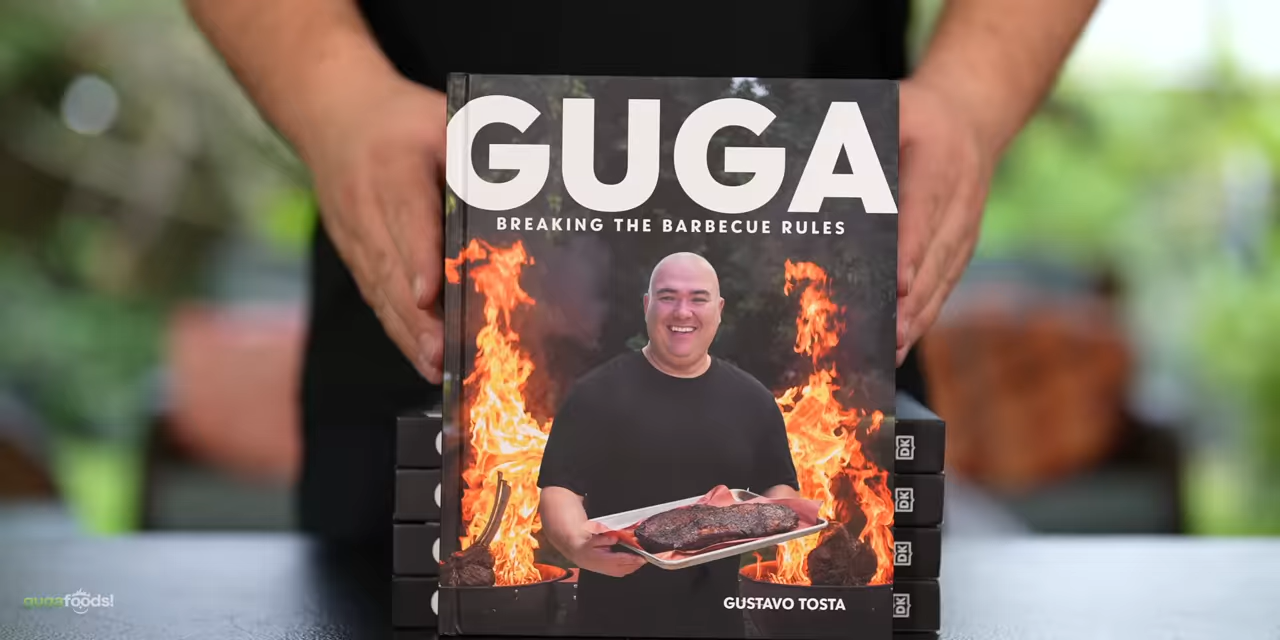 GUGA
BREAKING THE BARBECUE RULES
GUSTAVO TOSTA
DK
DK
DK
DK
gugafoods!